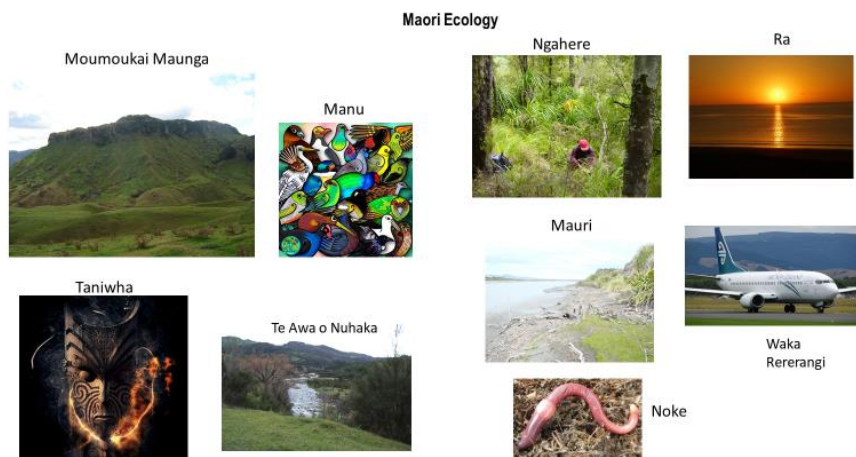 Maori Ecology
Moumoukai Maunga
Manu
Ngahere
Ra
Taniwha
Te Awa o Nuhaka
Mauri
Waka
Rererangi
Noke